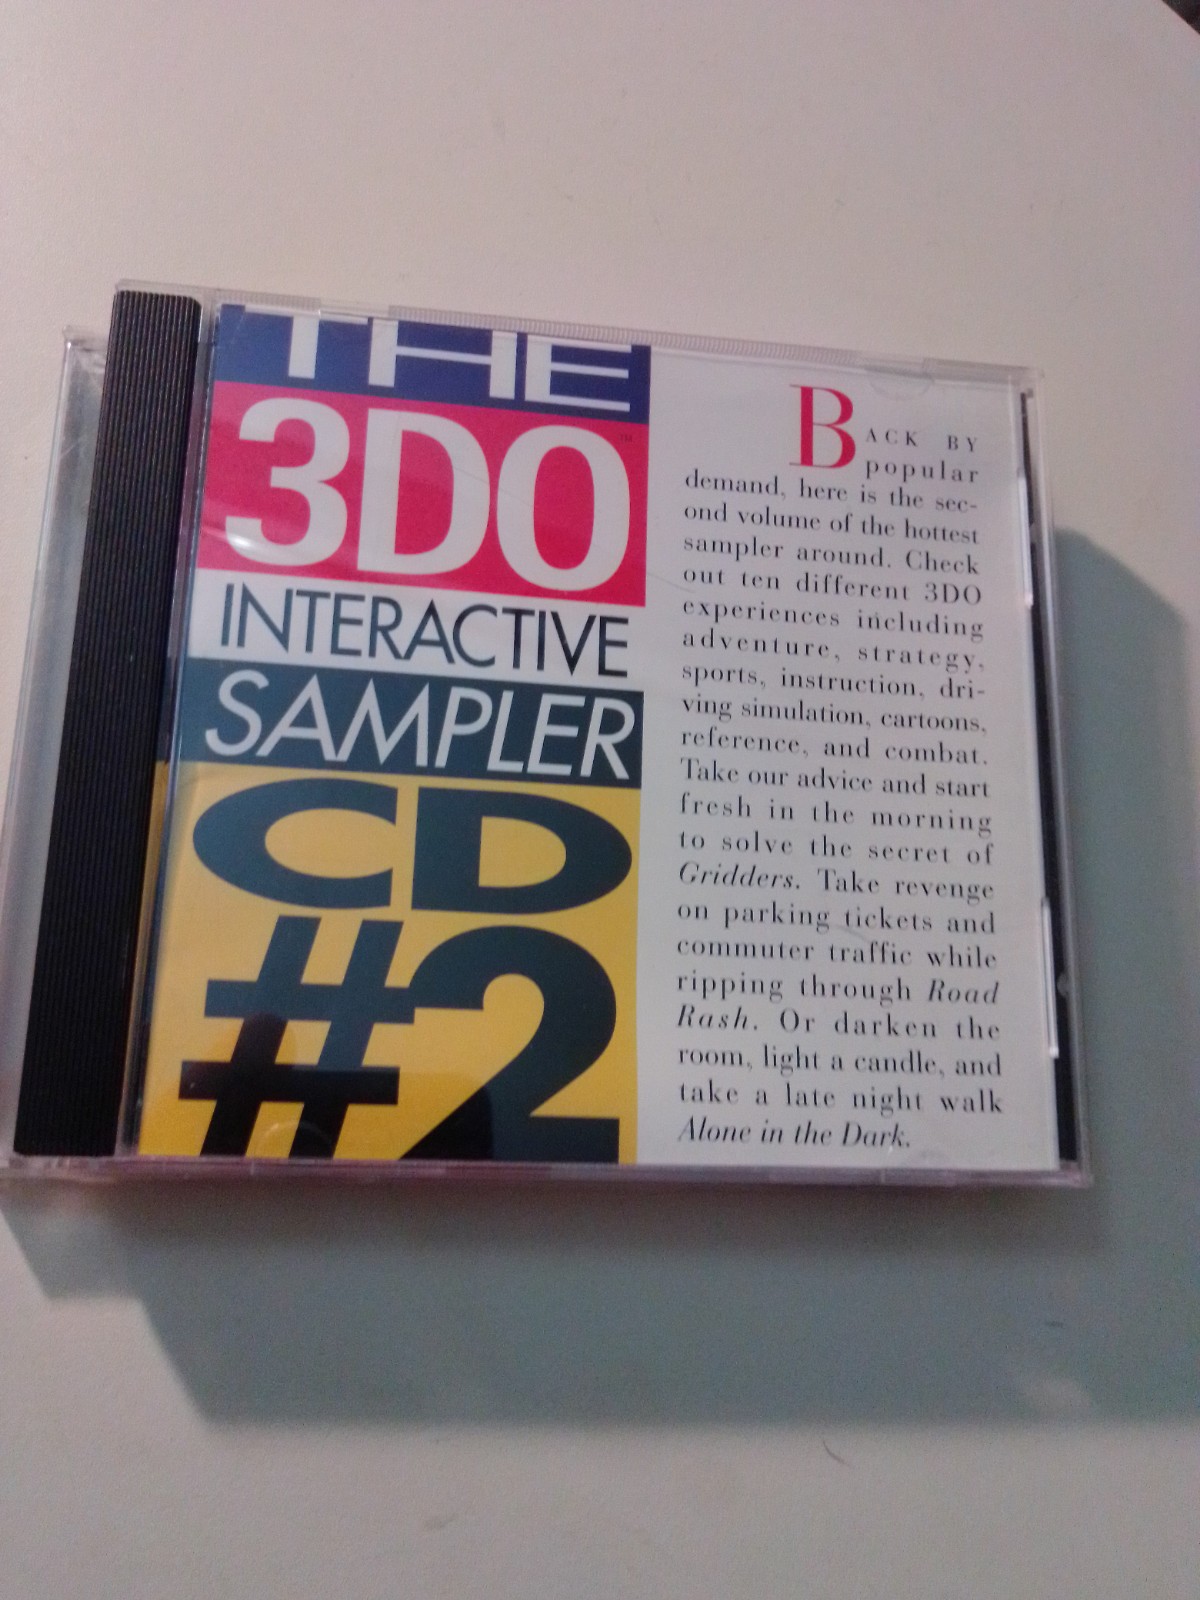 THE
3DO™
INTERACTIVE
SAMPLER
CD
#2
BACK BY
popular
demand, here is the sec-
ond volume of the hottest
sampler around. Check
out ten different 3DO
experiences including
adventure, strategy,
sports, instruction, dri-
ving simulation, cartoons,
reference, and combat.
Take our advice and start
fresh in the morning
to solve the secret of
Gridders. Take revenge
on parking tickets and
commuter traffic while
ripping through Road
Rash. Or darken the
room, light a candle, and
take a late night walk
Alone in the Dark.